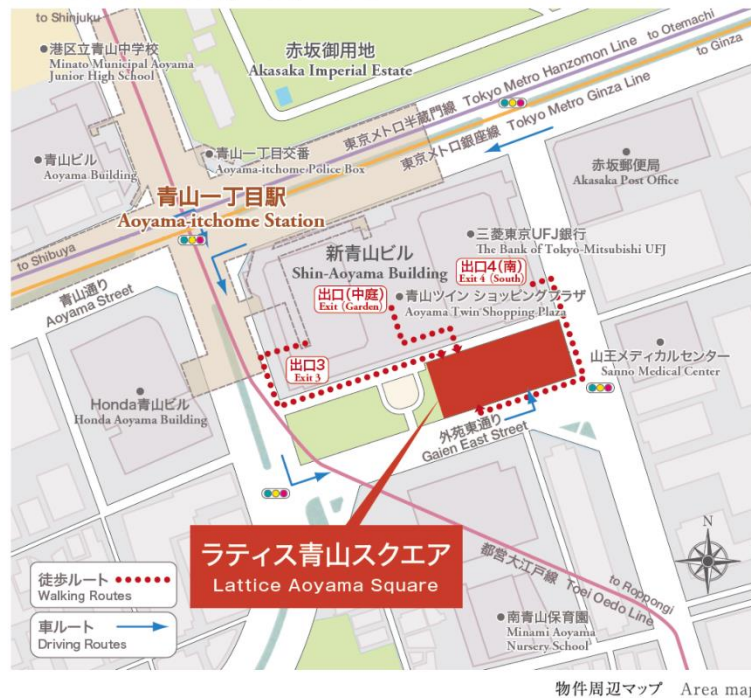 to Shinjuku
港区立青山中学校
Minato Municipal Aoyama
Junior High School
赤坂御用地
Akasaka Imperial Estate
東京メトロ半蔵門線 Tokyo Metro Hanzomon Line
to Otemachi
東京メトロ銀座線 Tokyo Metro Ginza Line
to Ginza
青山ビル
Aoyama Building
青山一丁目交番
Aoyama-itchome Police Box
赤坂郵便局
Akasaka Post Office
青山一丁目駅
Aoyama-itchome Station
to Shibuya
青山通り
Aoyama Street
新青山ビル
Shin-Aoyama Building
三菱東京UFJ銀行
The Bank of Tokyo-Mitsubishi UFJ
出口4(南)
Exit 4 (South)
出口(中庭)
Exit (Garden)
青山ツイン ショッピングプラザ
Aoyama Twin Shopping Plaza
出口3
Exit 3
山王メディカルセンター
Sanno Medical Center
Honda青山ビル
Honda Aoyama Building
外苑東通り
Gaien East Street
ラティス青山スクエア
Lattice Aoyama Square
N
都営大江戸線 Toei Oedo Line
to Roppongi
徒歩ルート
Walking Routes
車ルート
Driving Routes
南青山保育園
Minami Aoyama
Nursery School
物件周辺マップ Area map